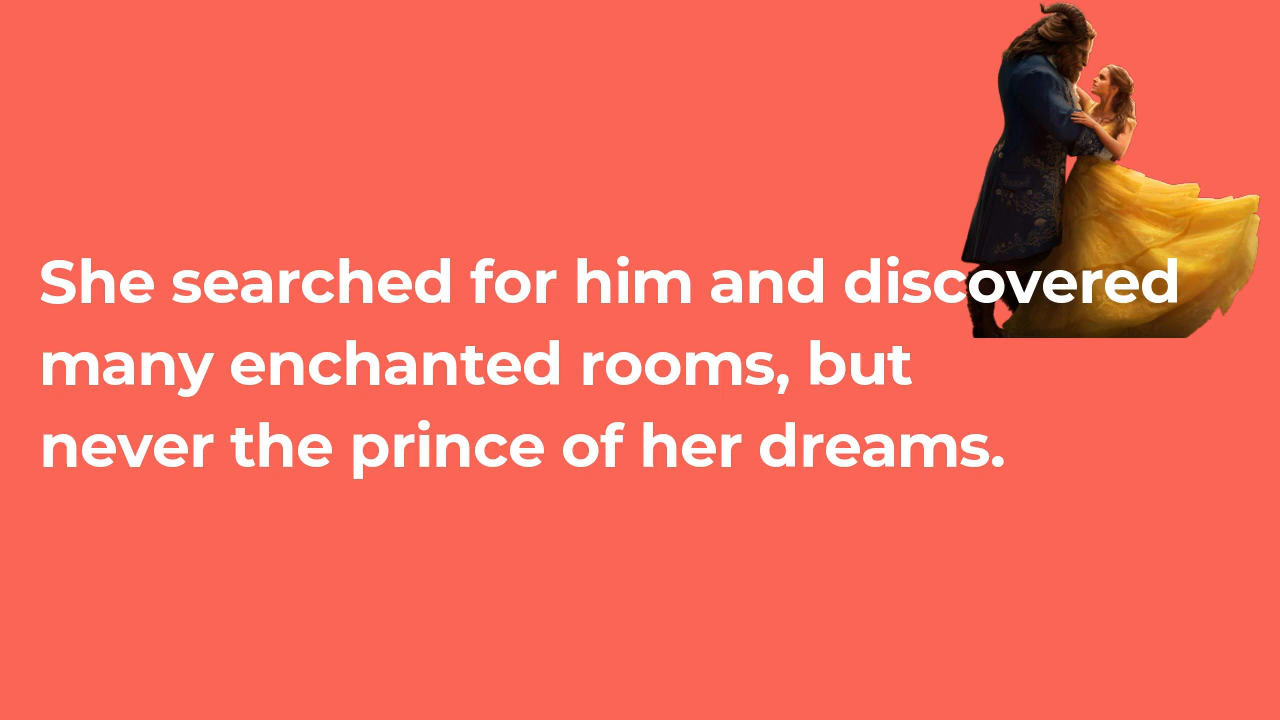 She searched for him and discovered
many enchanted rooms, but
never the prince of her dreams.